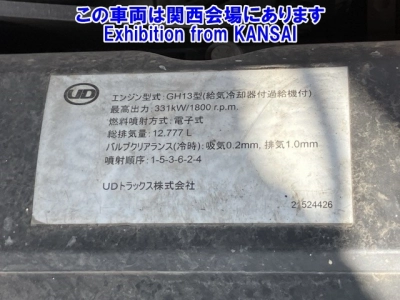 この車両は関西会場にあります
Exhibition from KANSAI
UD
エンジン型式：GH13型(給気冷却器付過給機付)
最高出力：331kW/1800 r.p.m.
燃料噴射方式：電子式
総排気量：12.777 L
バルブクリアランス(冷時)：吸気0.2mm, 排気1.0mm
噴射順序：1-5-3-6-2-4
UDトラックス株式会社
21524426